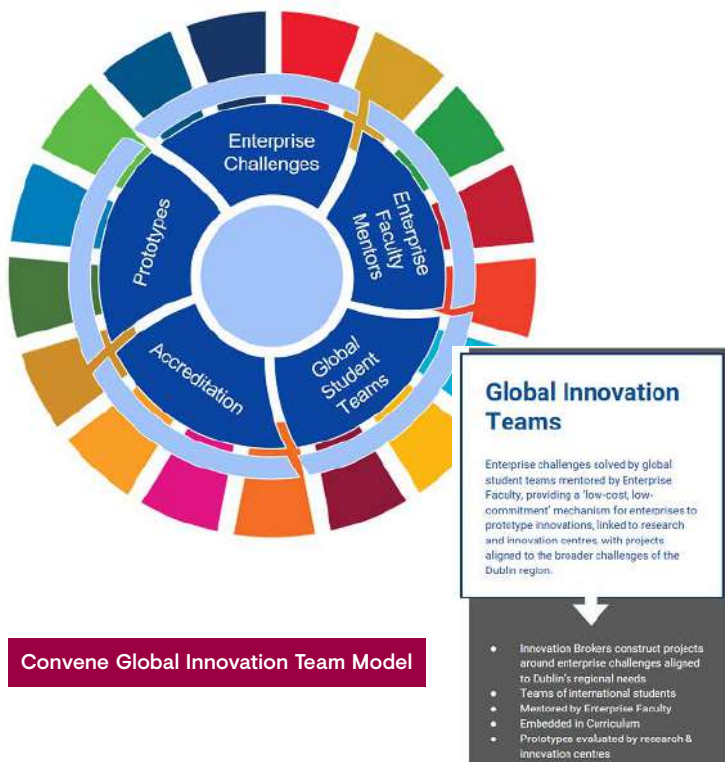 Enterprise
Challenges
Enterprise
Faculty
Mentors
Global
Student
Teams
Accreditation
Prototypes
Global Innovation
Teams
Enterprise challenges solved by global
student teams mentored by Enterprise
Faculty, providing a 'low-cost, low-
commitment' mechanism for enterprises to
prototype innovations, linked to research
and innovation centres, with projects
aligned to the broader challenges of the
Dublin region.
● Innovation Brokers construct projects
around enterprise challenges aligned
to Dublin's regional needs
● Teams of international students
● Mentored by Enterprise Faculty
● Embedded in Curriculum
● Prototypes evaluated by research &
innovation centres
Convene Global Innovation Team Model